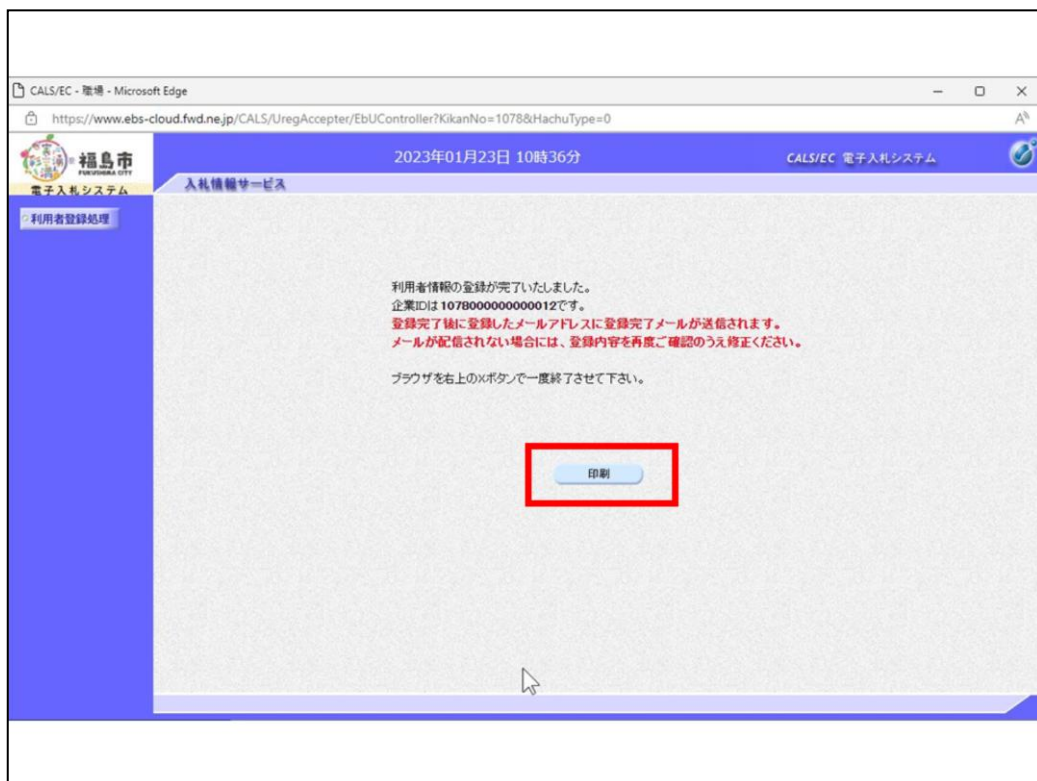 CALS/EC - 職場 - Microsoft Edge
https://www.ebs-cloud.fwd.ne.jp/CALS/UregAccepter/EbUController?KikanNo=1078&HachuType=0
福島市
FUKUSHIMA CITY
電子入札システム
2023年01月23日 10時36分
CALS/EC 電子入札システム
入札情報サービス
利用者登録処理
利用者情報の登録が完了いたしました。
企業IDは1078000000000012です。
登録完了後に登録したメールアドレスに登録完了メールが送信されます。
メールが配信されない場合には、登録内容を再度ご確認のうえ修正ください。
ブラウザを右上の×ボタンで一度終了させて下さい。
印刷